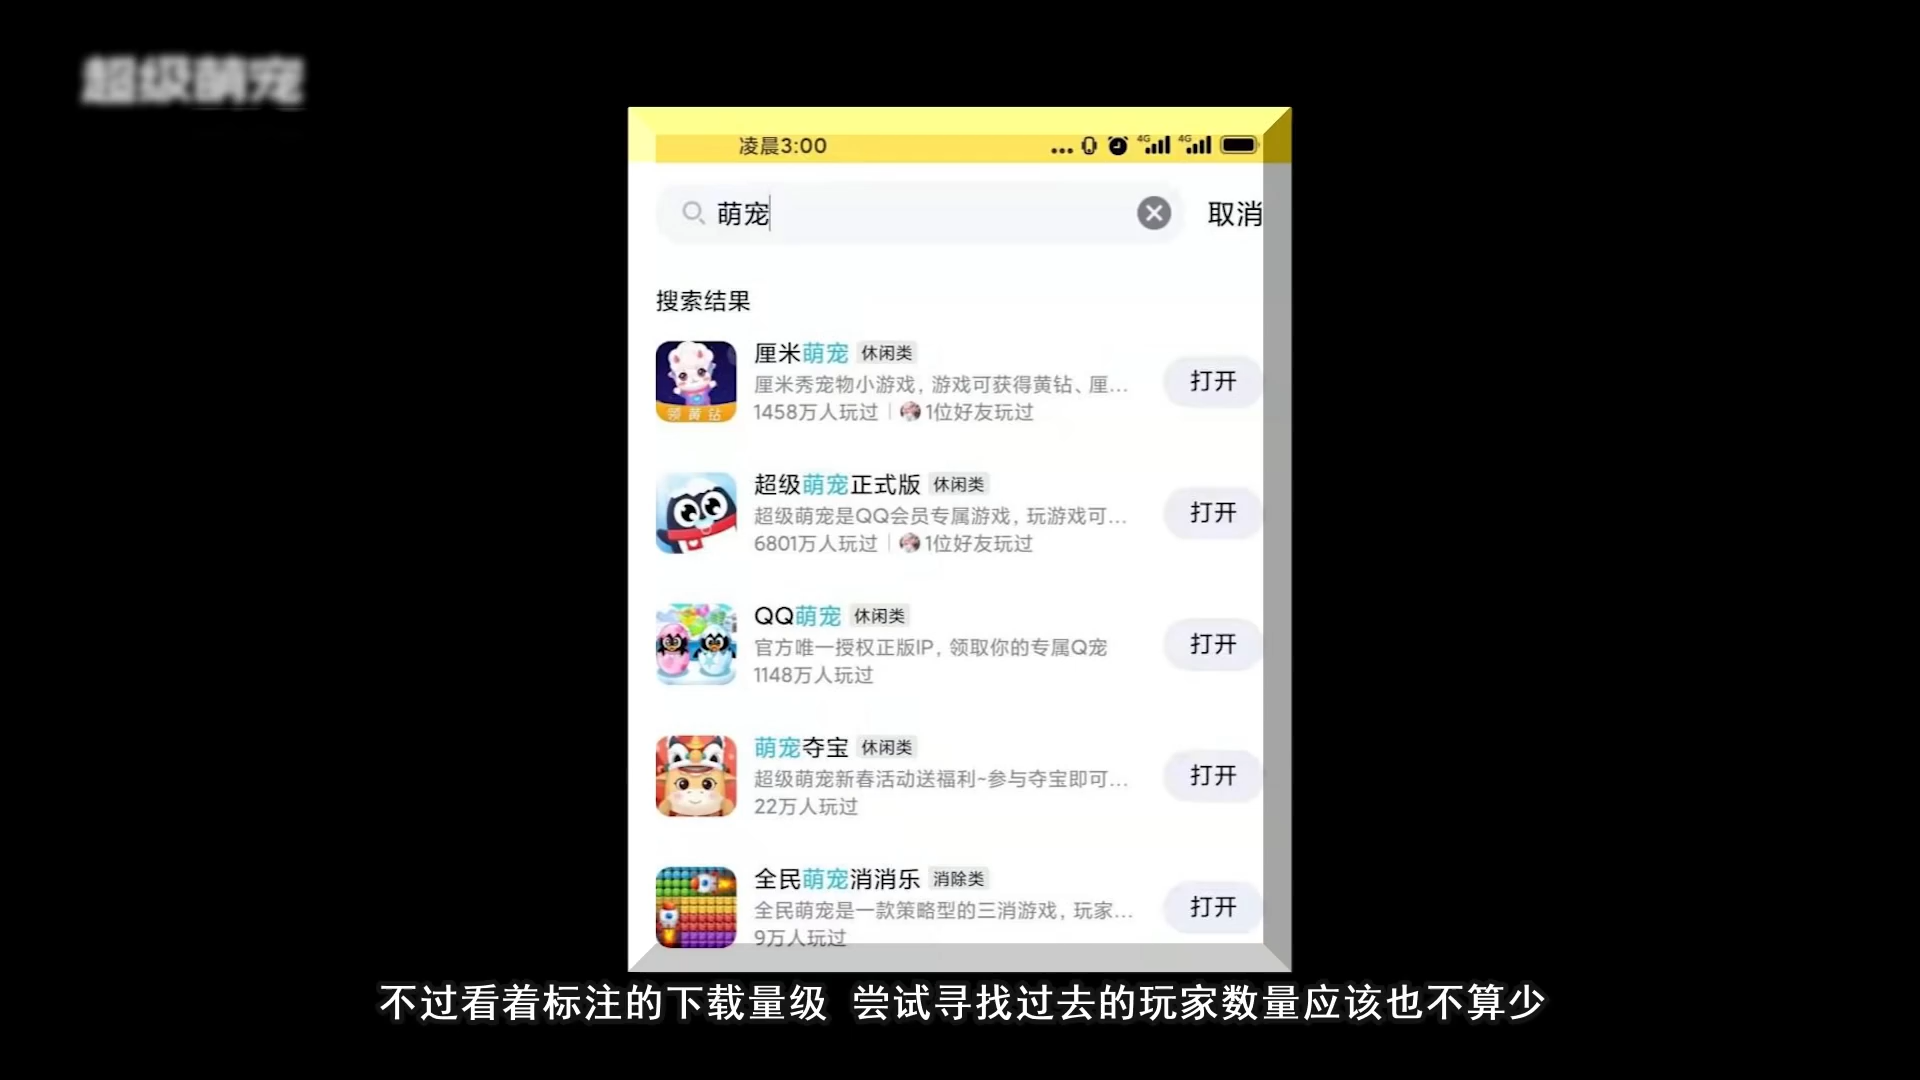 超级萌宠
凌晨3:00
4G 4G
萌宠
取消
搜索结果
厘米萌宠 休闲类
厘米秀宠物小游戏，游戏可获得黄钻、厘...
1458万人玩过 1位好友玩过
打开
领黄钻
超级萌宠正式版 休闲类
超级萌宠是QQ会员专属游戏，玩游戏可...
6801万人玩过 1位好友玩过
打开
QQ萌宠 休闲类
官方唯一授权正版IP，领取你的专属Q宠
1148万人玩过
打开
萌宠夺宝 休闲类
超级萌宠新春活动送福利~参与夺宝即可...
22万人玩过
打开
全民萌宠消消乐 消除类
全民萌宠是一款策略型的三消游戏，玩家...
9万人玩过
打开
不过看着标注的下载量级 尝试寻找过去的玩家数量应该也不算少